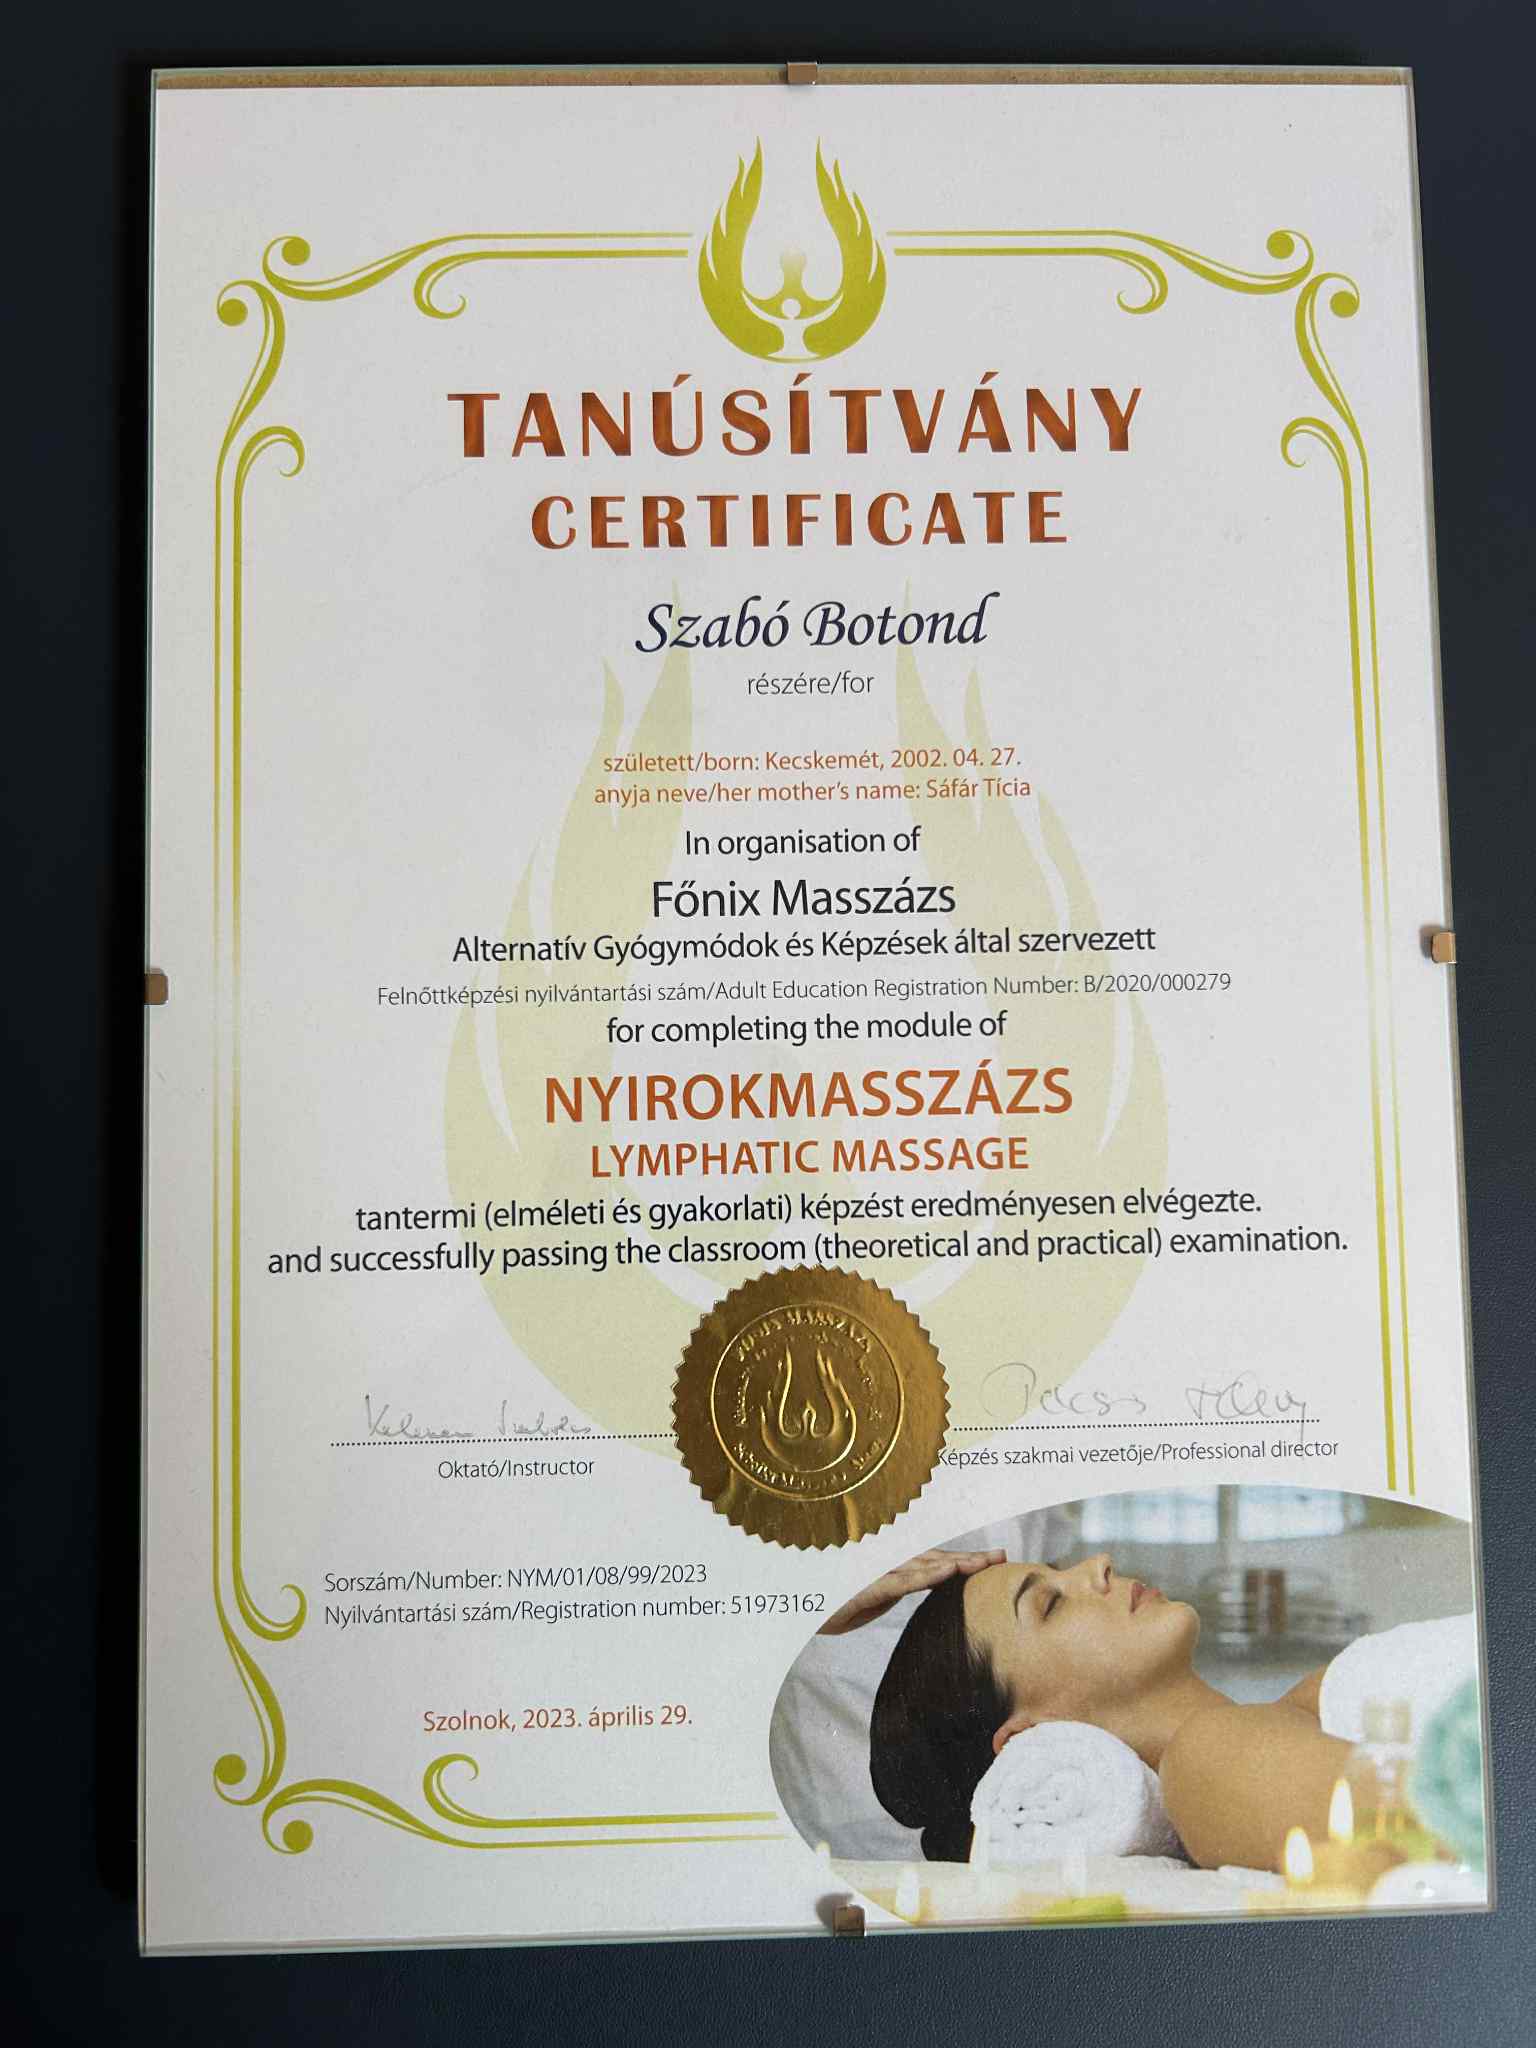 TANÚSÍTVÁNY
CERTIFICATE
Szabó Botond
részére/for
született/born: Kecskemét, 2002. 04. 27.
anyja neve/her mother's name: Sáfár Tícia
In organisation of
Főnix Masszázs
Alternatív Gyógymódok és Képzések által szervezett
Felnőttképzési nyilvántartási szám/Adult Education Registration Number: B/2020/000279
for completing the module of
NYIROKMASSZÁZS
LYMPHATIC MASSAGE
tantermi (elméleti és gyakorlati) képzést eredményesen elvégezte.
and successfully passing the classroom (theoretical and practical) examination.
Oktató/Instructor
Képzés szakmai vezetője/Professional director
Sorszám/Number: NYM/01/08/99/2023
Nyilvántartási szám/Registration number: 51973162
Szolnok, 2023. április 29.